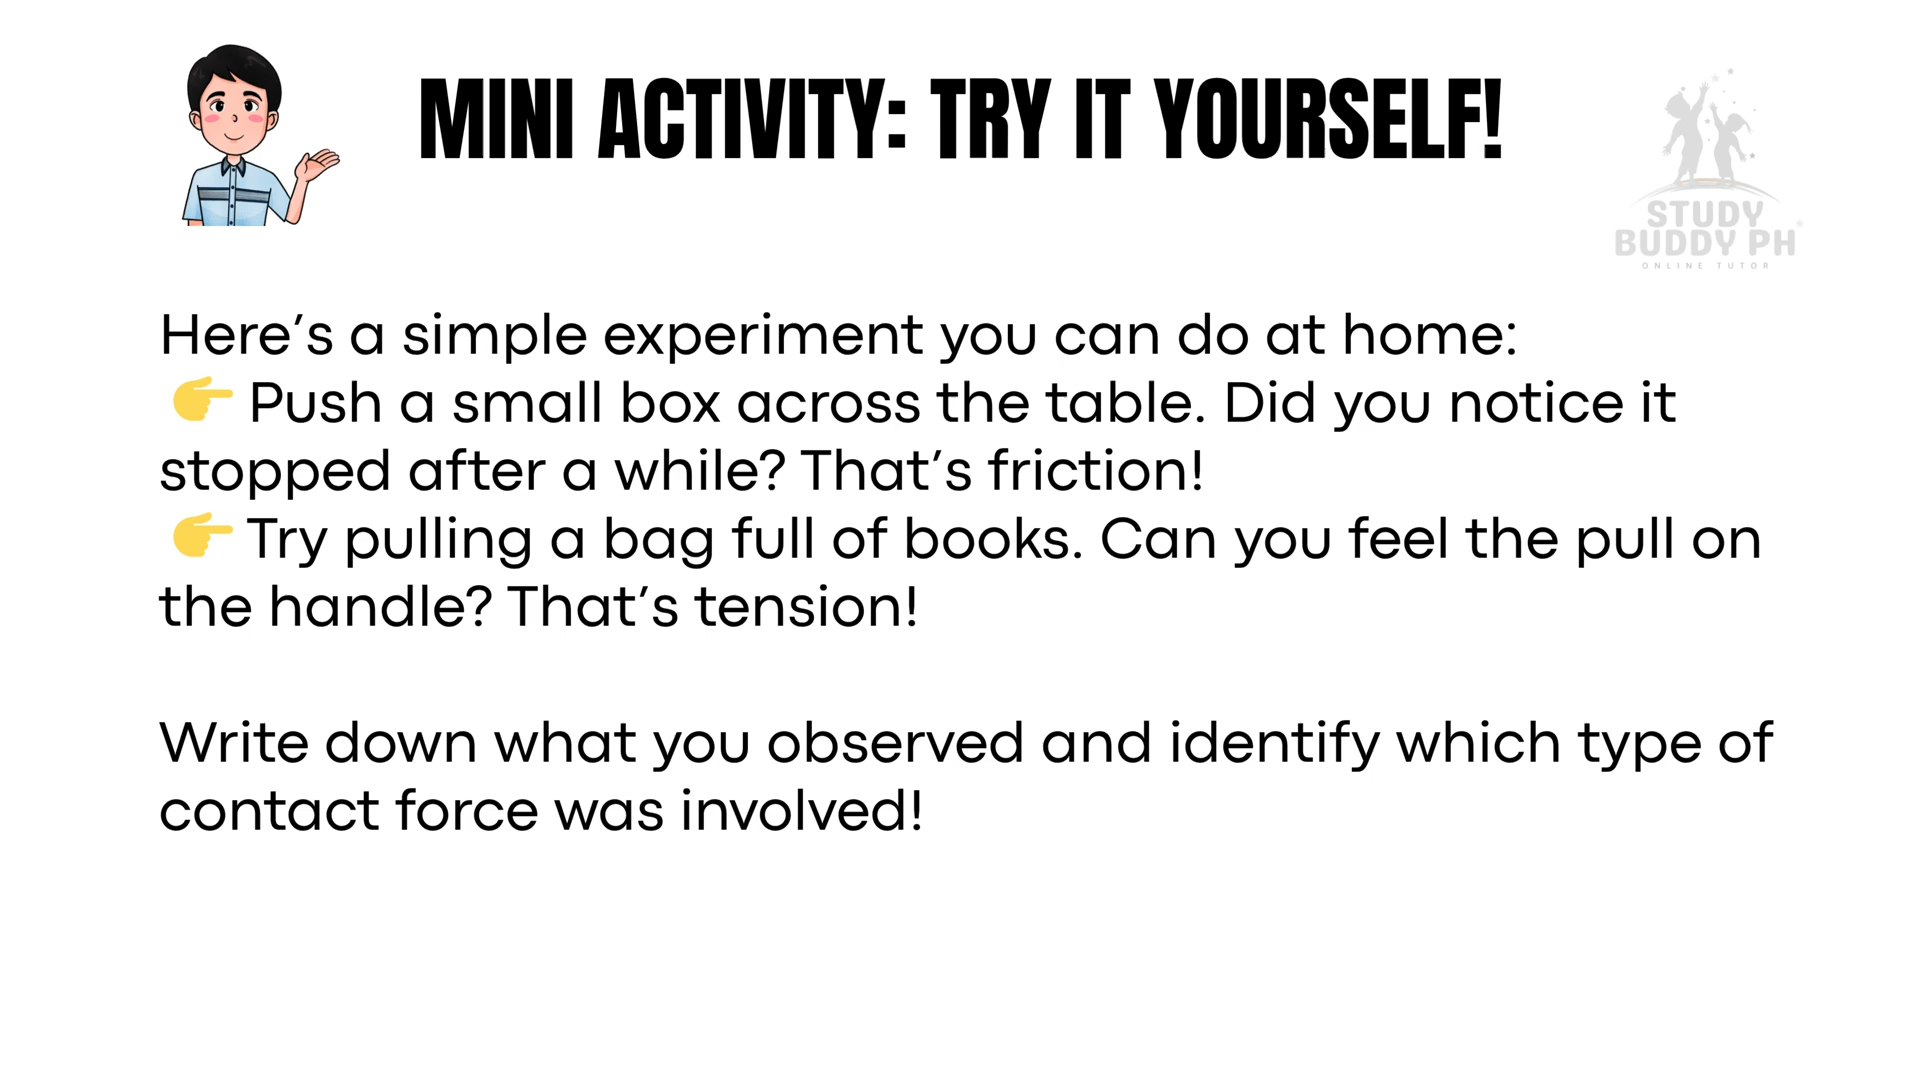 MINI ACTIVITY: TRY IT YOURSELF!
STUDY
BUDDY PH
ONLINE TUTOR
Here’s a simple experiment you can do at home:
👉 Push a small box across the table. Did you notice it
stopped after a while? That’s friction!
👉 Try pulling a bag full of books. Can you feel the pull on
the handle? That’s tension!
Write down what you observed and identify which type of
contact force was involved!